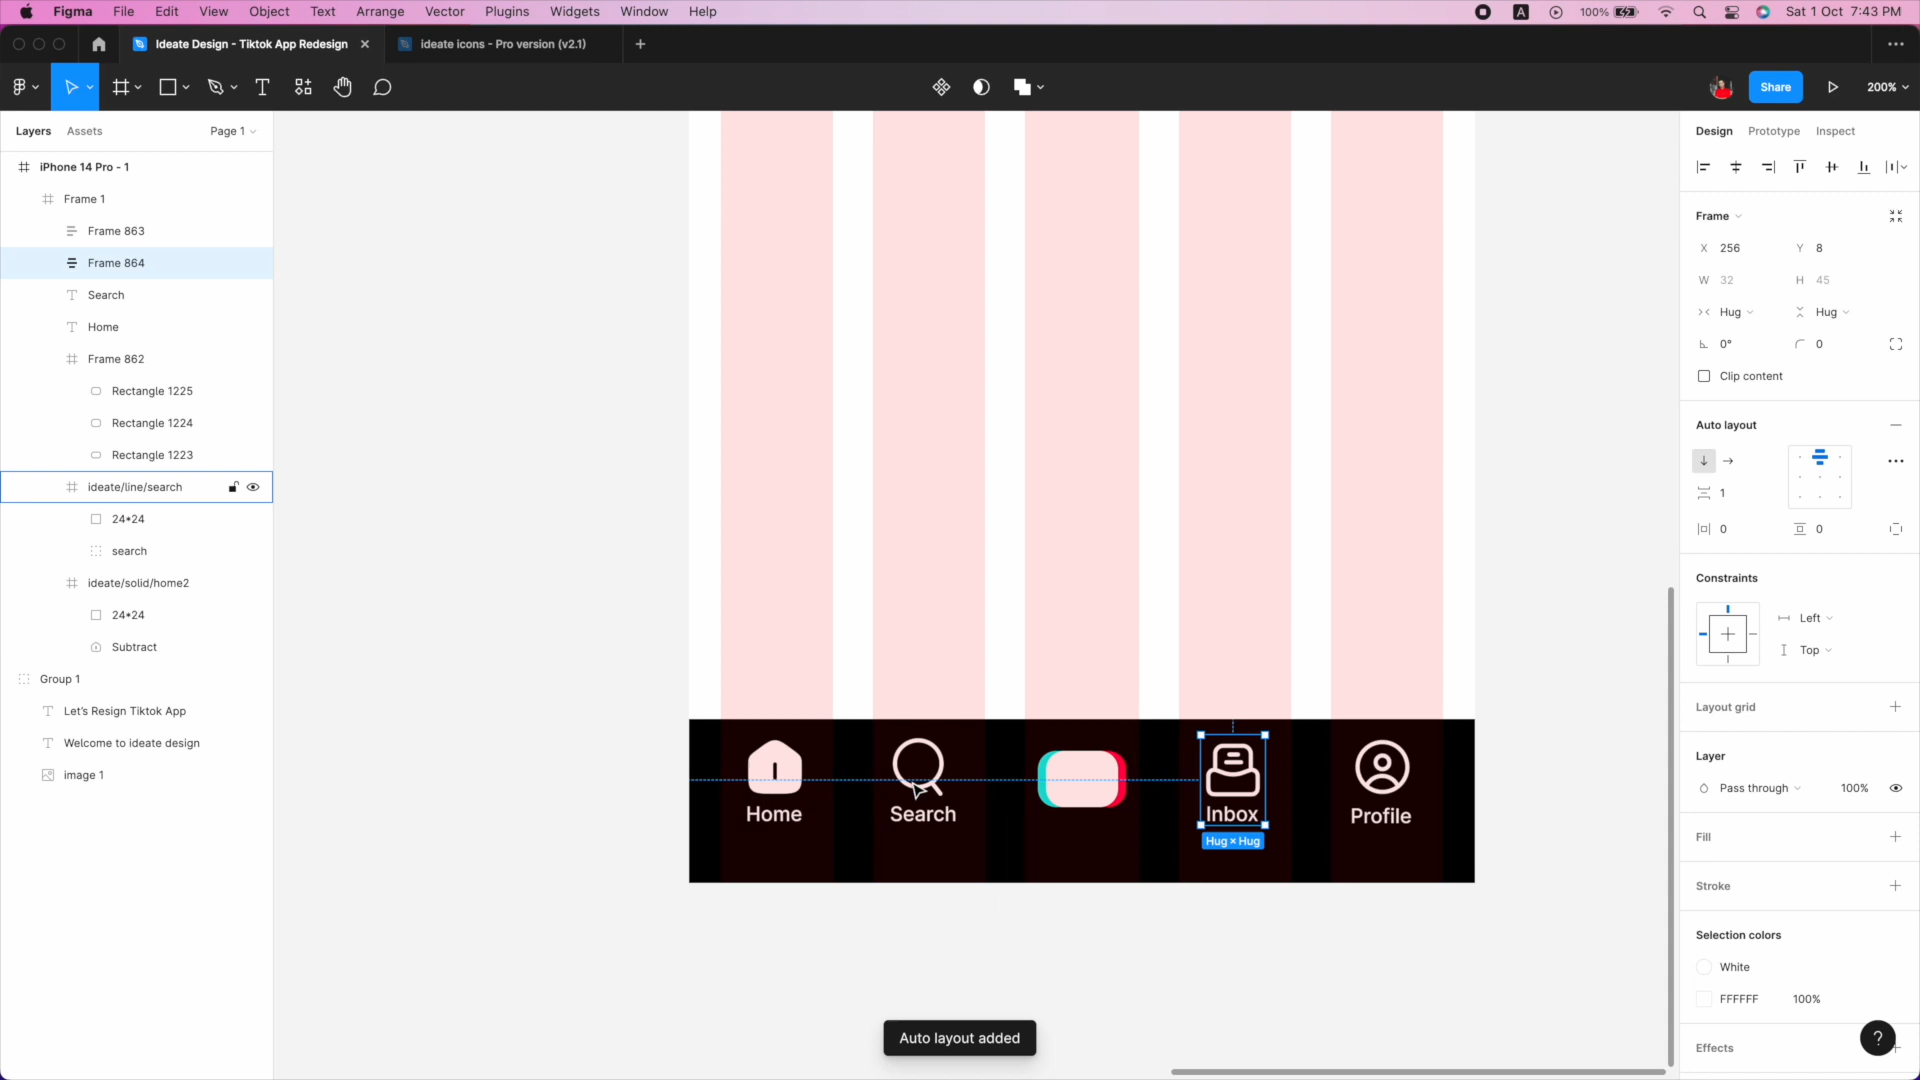 Figma File Edit View Object Text Arrange Vector Plugins Widgets Window Help
A 100% Sat 1 Oct 7:43 PM
Ideate Design - Tiktok App Redesign
ideate icons - Pro version (v2.1)
Share
200%
Layers Assets Page 1
iPhone 14 Pro - 1
Frame 1
Frame 863
Frame 864
Search
Home
Frame 862
Rectangle 1225
Rectangle 1224
Rectangle 1223
ideate/line/search
24*24
search
ideate/solid/home2
24*24
Subtract
Group 1
Let's Resign Tiktok App
Welcome to ideate design
image 1
Home
Search
Inbox
Profile
Hug × Hug
Auto layout added
Design Prototype Inspect
Frame
X 256 Y 8
W 32 H 45
Hug Hug
0° 0
Clip content
Auto layout
1
0 0
Constraints
Left
Top
Layout grid
Layer
Pass through 100%
Fill
Stroke
Selection colors
White
FFFFFF 100%
Effects
?